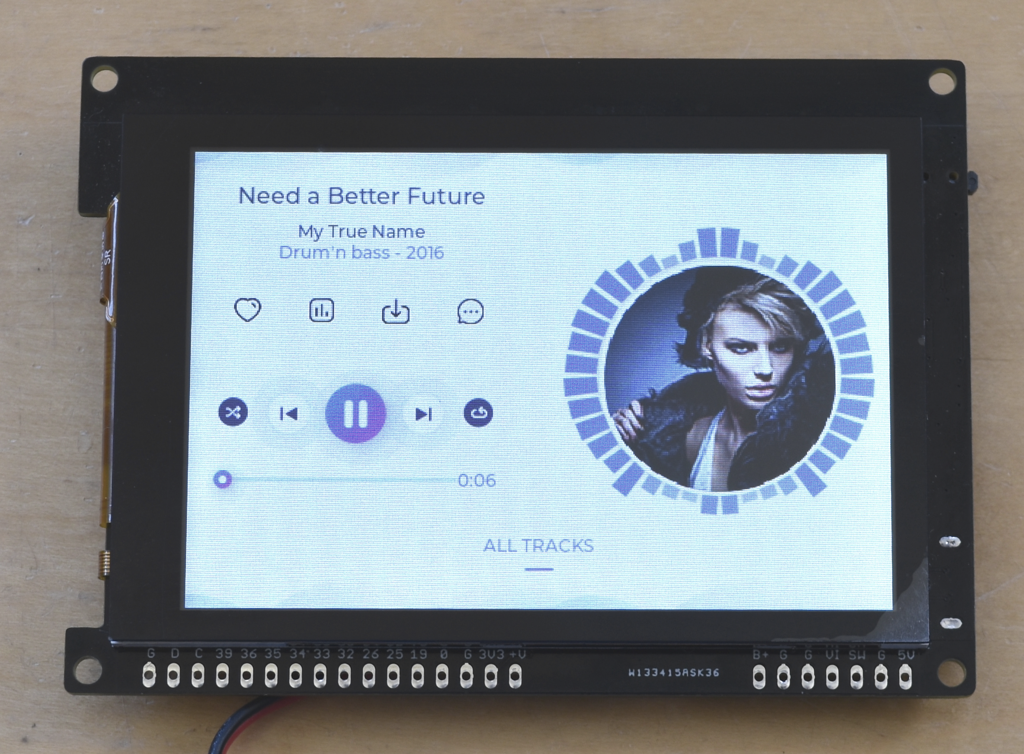 Need a Better Future
My True Name
Drum'n bass - 2016
0:06
ALL TRACKS
SR
G D C 39 36 35 34 33 32 26 25 19 0 G 3V3 +V
W133415ASK36
B+ G G VI SW G 5V